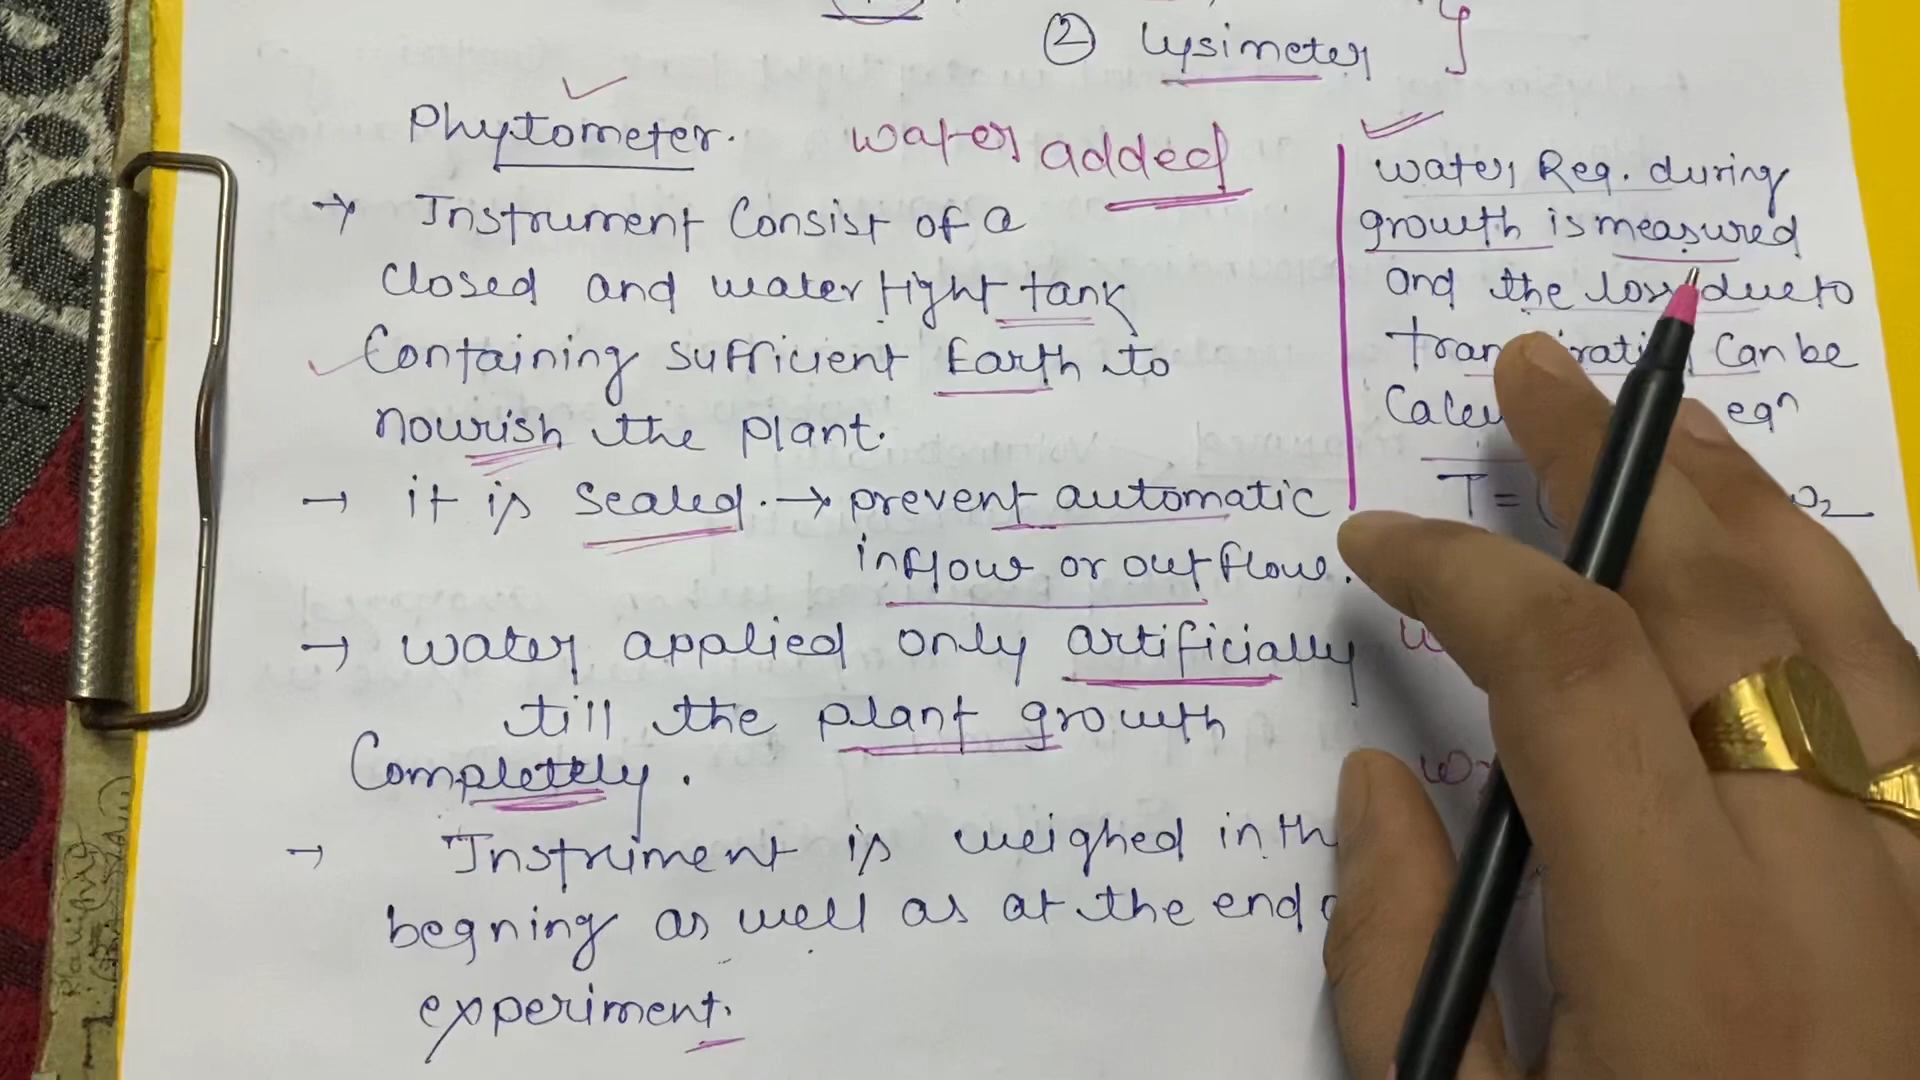 ② Lysimeter ]
Phytometer. water added
→ Instrument Consist of a
closed and water tight tank
Containing sufficient Earth to
nourish the plant.
→ it is sealed. → prevent automatic
inflow or out flow.
→ water applied only artificially
till the plant growth
Completely.
→ Instriment is weighed in th
begning as well as at the end
experiment.
water Req. during
growth is measured
and the loss due to
can be
eqn
T = (